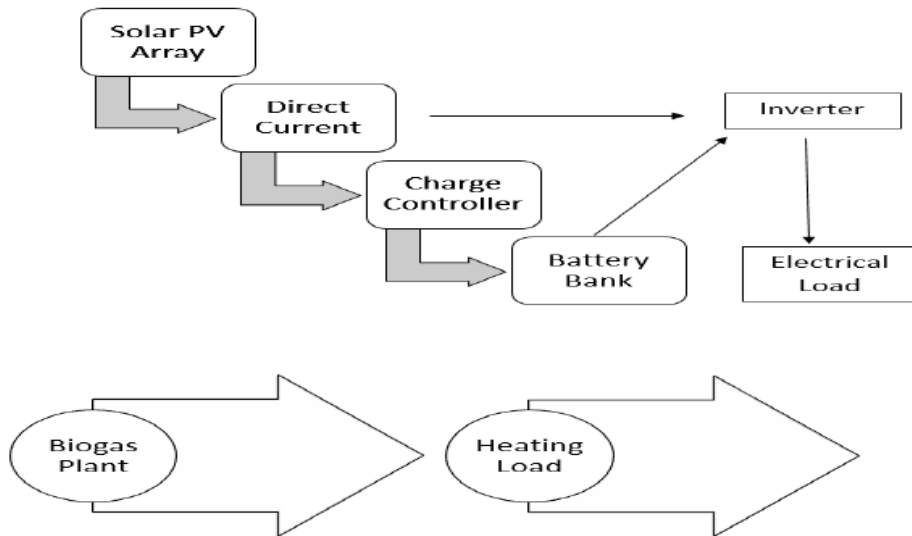 Solar PV
Array
Direct
Current
Inverter
Charge
Controller
Battery
Bank
Electrical
Load
Biogas
Plant
Heating
Load